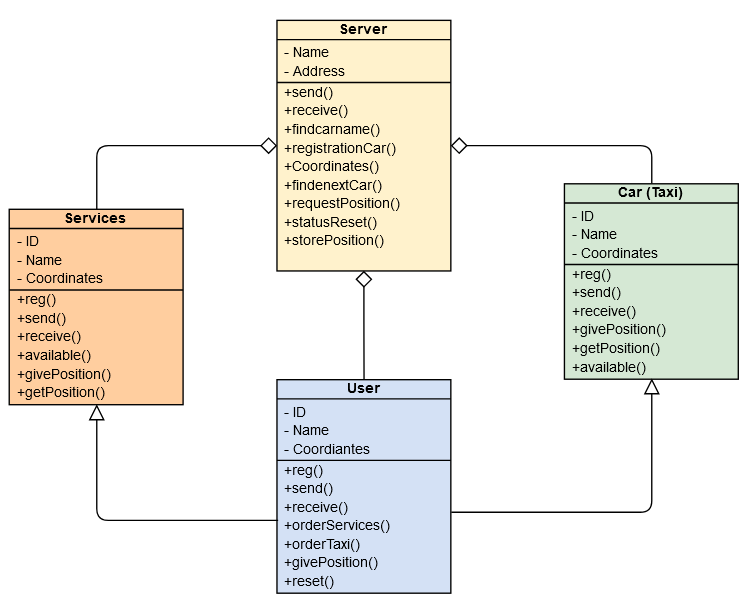 Server
- Name
- Address
+send()
+receive()
+findcarname()
+registrationCar()
+Coordinates()
+findenextCar()
+requestPosition()
+statusReset()
+storePosition()
Services
- ID
- Name
- Coordinates
+reg()
+send()
+receive()
+available()
+givePosition()
+getPosition()
Car (Taxi)
- ID
- Name
- Coordinates
+reg()
+send()
+receive()
+givePosition()
+getPosition()
+available()
User
- ID
- Name
- Coordiantes
+reg()
+send()
+receive()
+orderServices()
+orderTaxi()
+givePosition()
+reset()